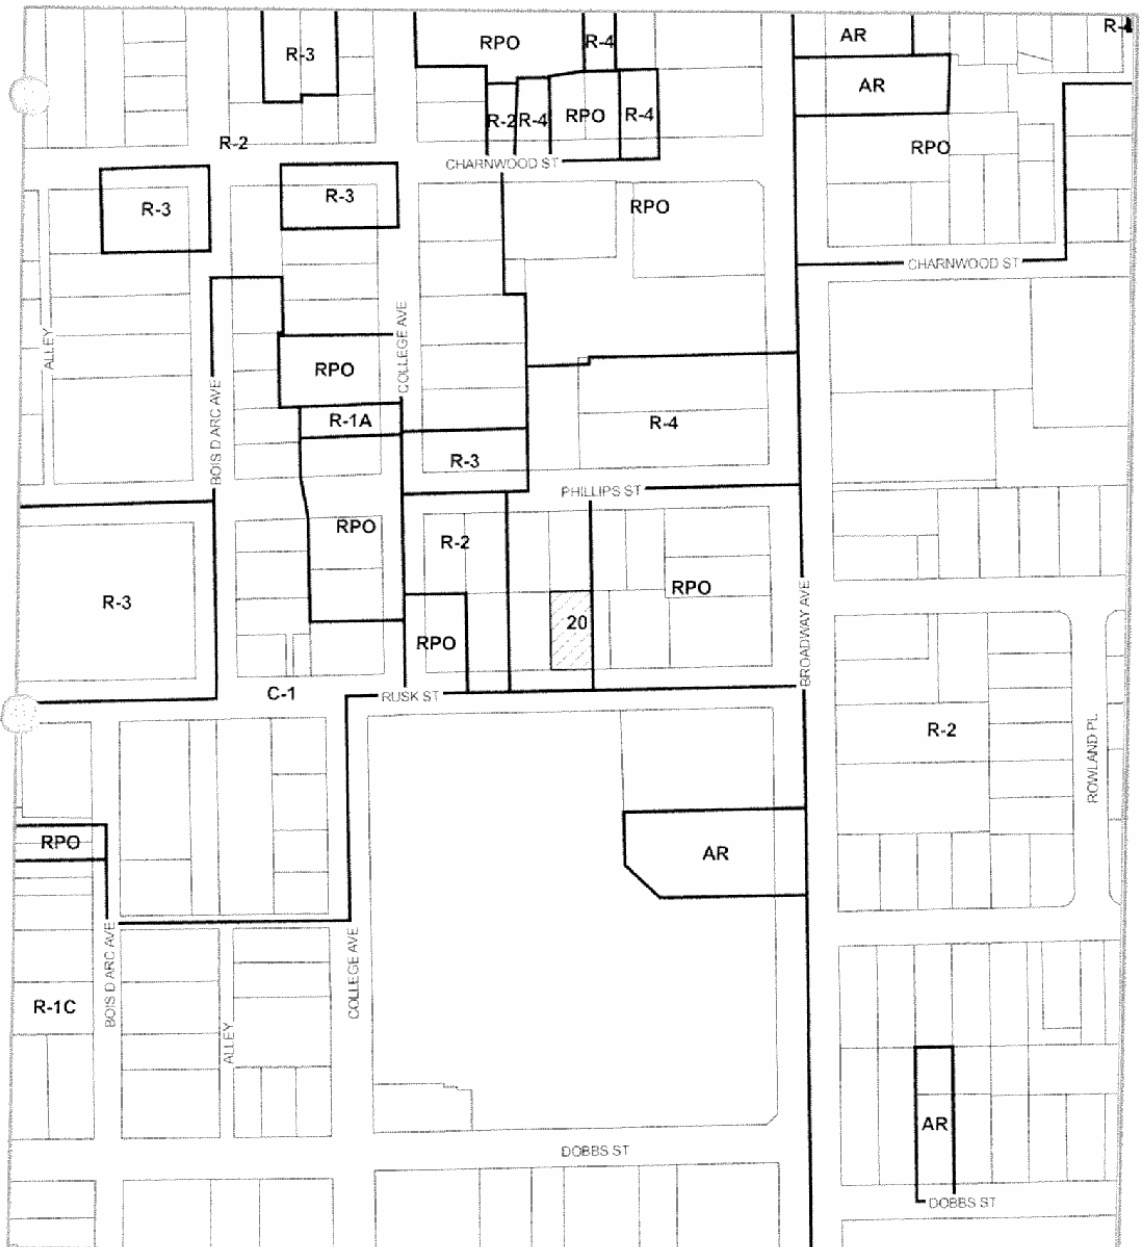 R-4
AR
RPO
R-4
R-3
AR
R-2
R-4
RPO
R-4
R-2
RPO
CHARNWOOD ST
R-3
R-3
RPO
CHARNWOOD ST
ALLEY
COLLEGE AVE
RPO
BOIS D ARC AVE
R-1A
R-4
R-3
PHILLIPS ST
RPO
R-2
RPO
R-3
20
BROADWAY AVE
RPO
C-1
RUSK ST
R-2
ROWLAND PL
RPO
AR
BOIS D ARC AVE
COLLEGE AVE
R-1C
ALLEY
AR
DOBBS ST
DOBBS ST